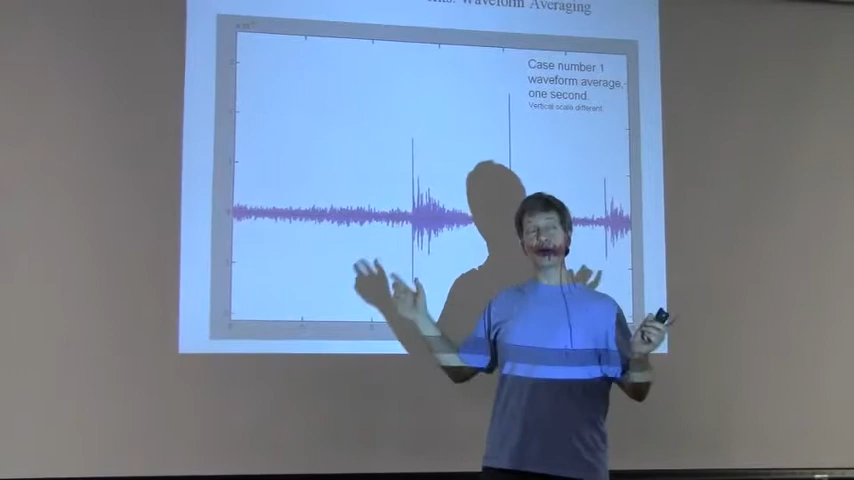 Waveform Averaging
Case number 1
waveform average,
one second.
Vertical scale different.